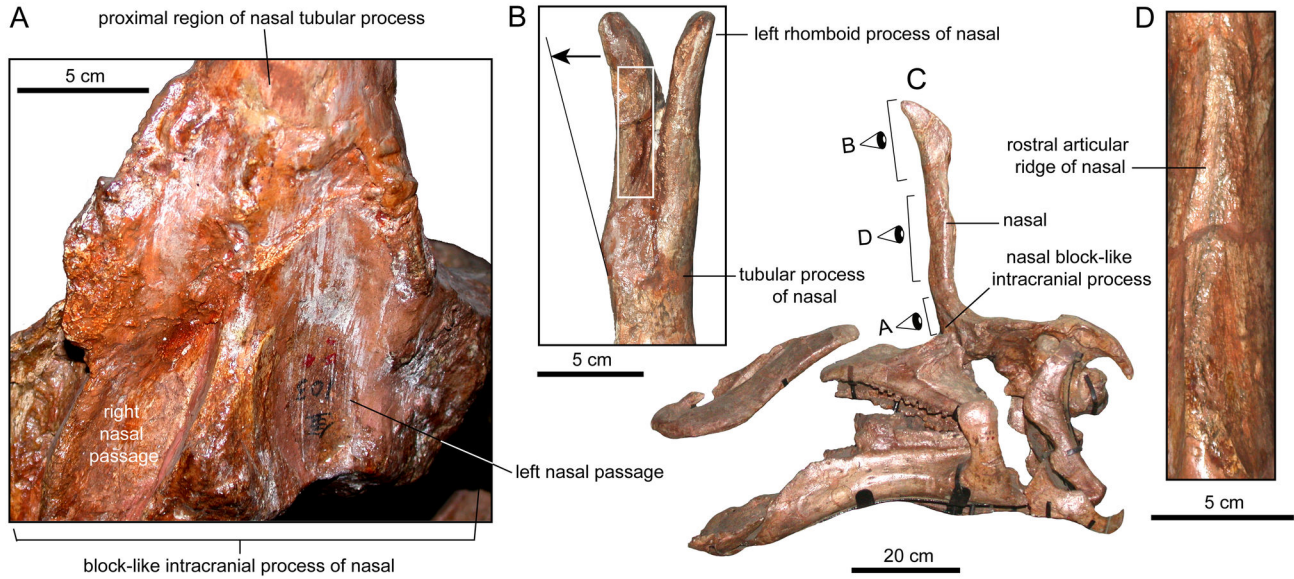 A
proximal region of nasal tubular process
5 cm
right
nasal
passage
105
left nasal passage
block-like intracranial process of nasal
B
left rhomboid process of nasal
tubular process
of nasal
5 cm
C
B
D
A
nasal
nasal block-like
intracranial process
20 cm
D
rostral articular
ridge of nasal
5 cm